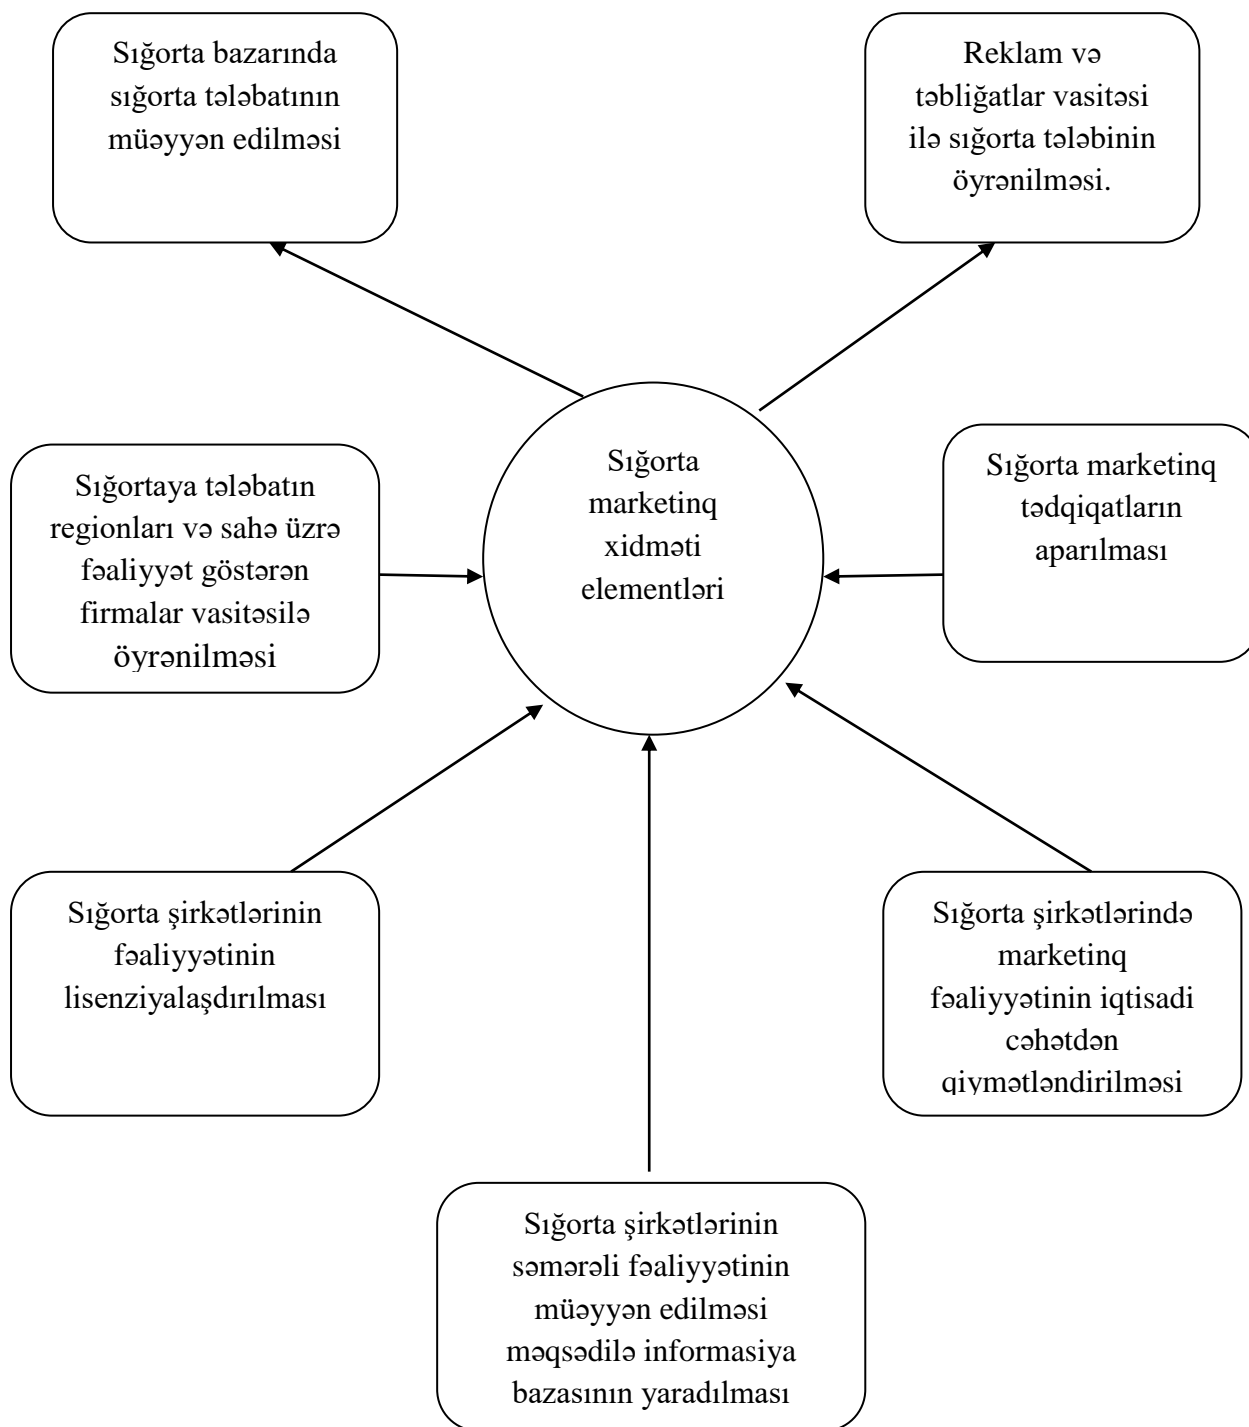 Sığorta bazarında
sığorta tələbatının
müəyyən edilməsi
Reklam və
təbliğatlar vasitəsi
ilə sığorta tələbinin
öyrənilməsi.
Sığortaya tələbatın
regionları və sahə üzrə
fəaliyyət göstərən
firmalar vasitəsilə
öyrənilməsi
Sığorta
marketinq
xidməti
elementləri
Sığorta marketinq
tədqiqatların
aparılması
Sığorta şirkətlərinin
fəaliyyətinin
lisenziyalaşdırılması
Sığorta şirkətlərində
marketinq
fəaliyyətinin iqtisadi
cəhətdən
qiymətləndirilməsi
Sığorta şirkətlərinin
səmərəli fəaliyyətinin
müəyyən edilməsi
məqsədilə informasiya
bazasının yaradılması